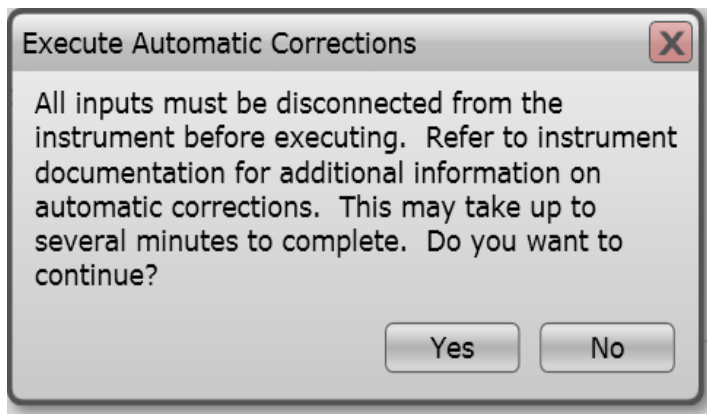 Execute Automatic Corrections
X
All inputs must be disconnected from the
instrument before executing.  Refer to instrument
documentation for additional information on
automatic corrections.  This may take up to
several minutes to complete.  Do you want to
continue?
Yes
No